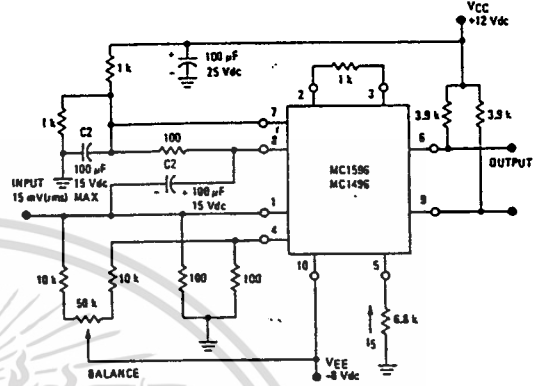 VCC
+12 Vdc
+
-
100 µF
25 Vdc
1 k
1 k
2
3
1 k
3.9 k
3.9 k
C2
100 µF
15 Vdc
7
100
8
6
OUTPUT
MC1596
MC1496
INPUT
15 mV(rms)
MAX
C2
- + 100 µF
15 Vdc
1
9
4
10 k
10 k
100
100
10
5
50 k
I5
6.8 k
BALANCE
VEE
-8 Vdc